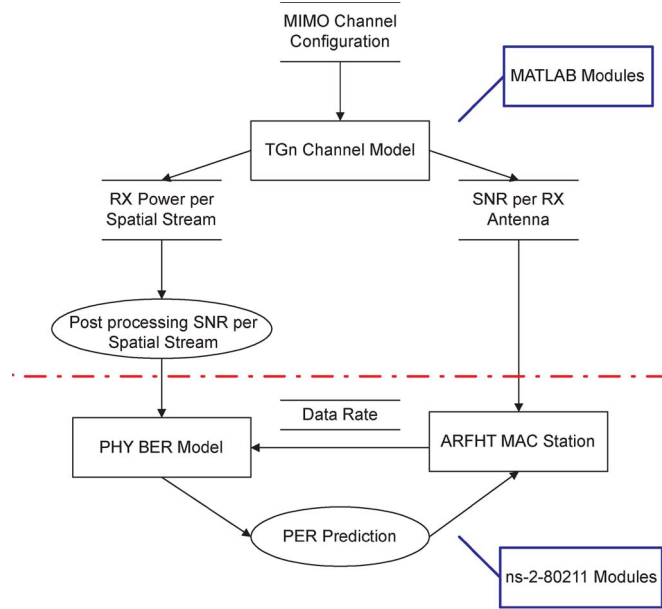 MIMO Channel
Configuration
MATLAB Modules
TGn Channel Model
RX Power per
Spatial Stream
SNR per RX
Antenna
Post processing SNR per
Spatial Stream
Data Rate
PHY BER Model
ARFHT MAC Station
PER Prediction
ns-2-80211 Modules